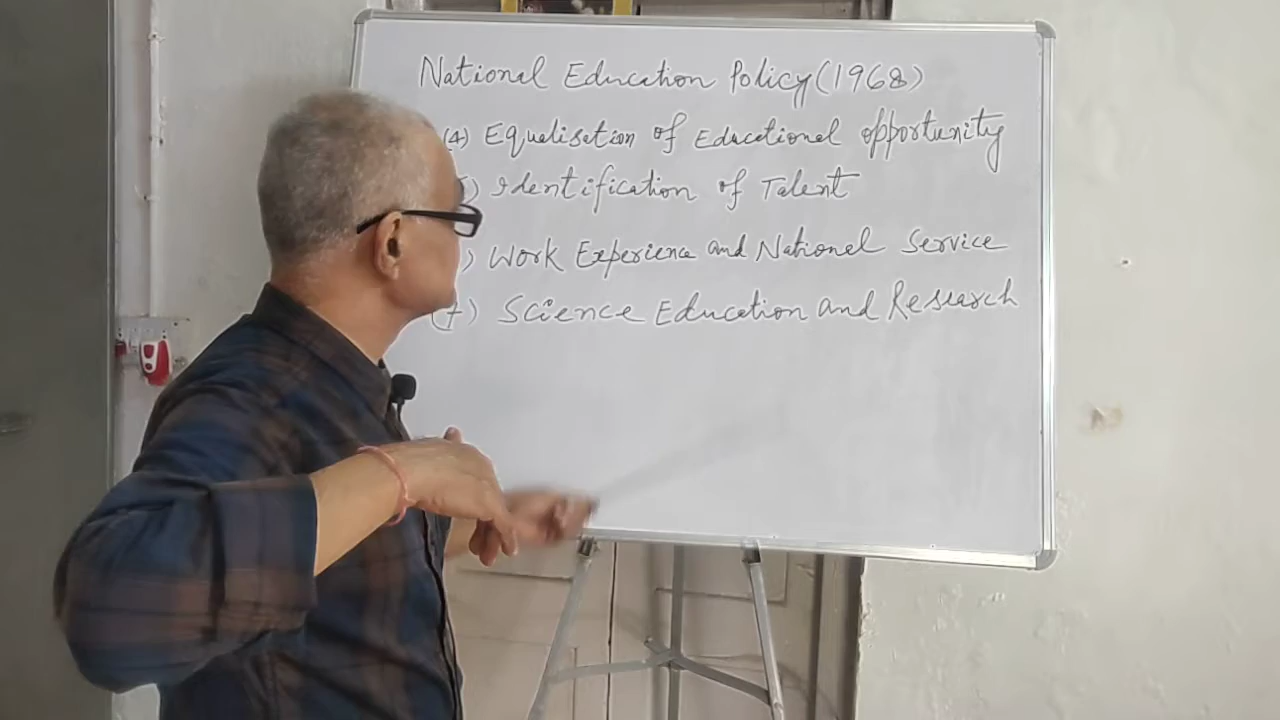 National Education Policy (1968)
(4) Equalisation of Educational opportunity
) Identification of Talent
) Work Experience and National Service
(7) Science Education and Research